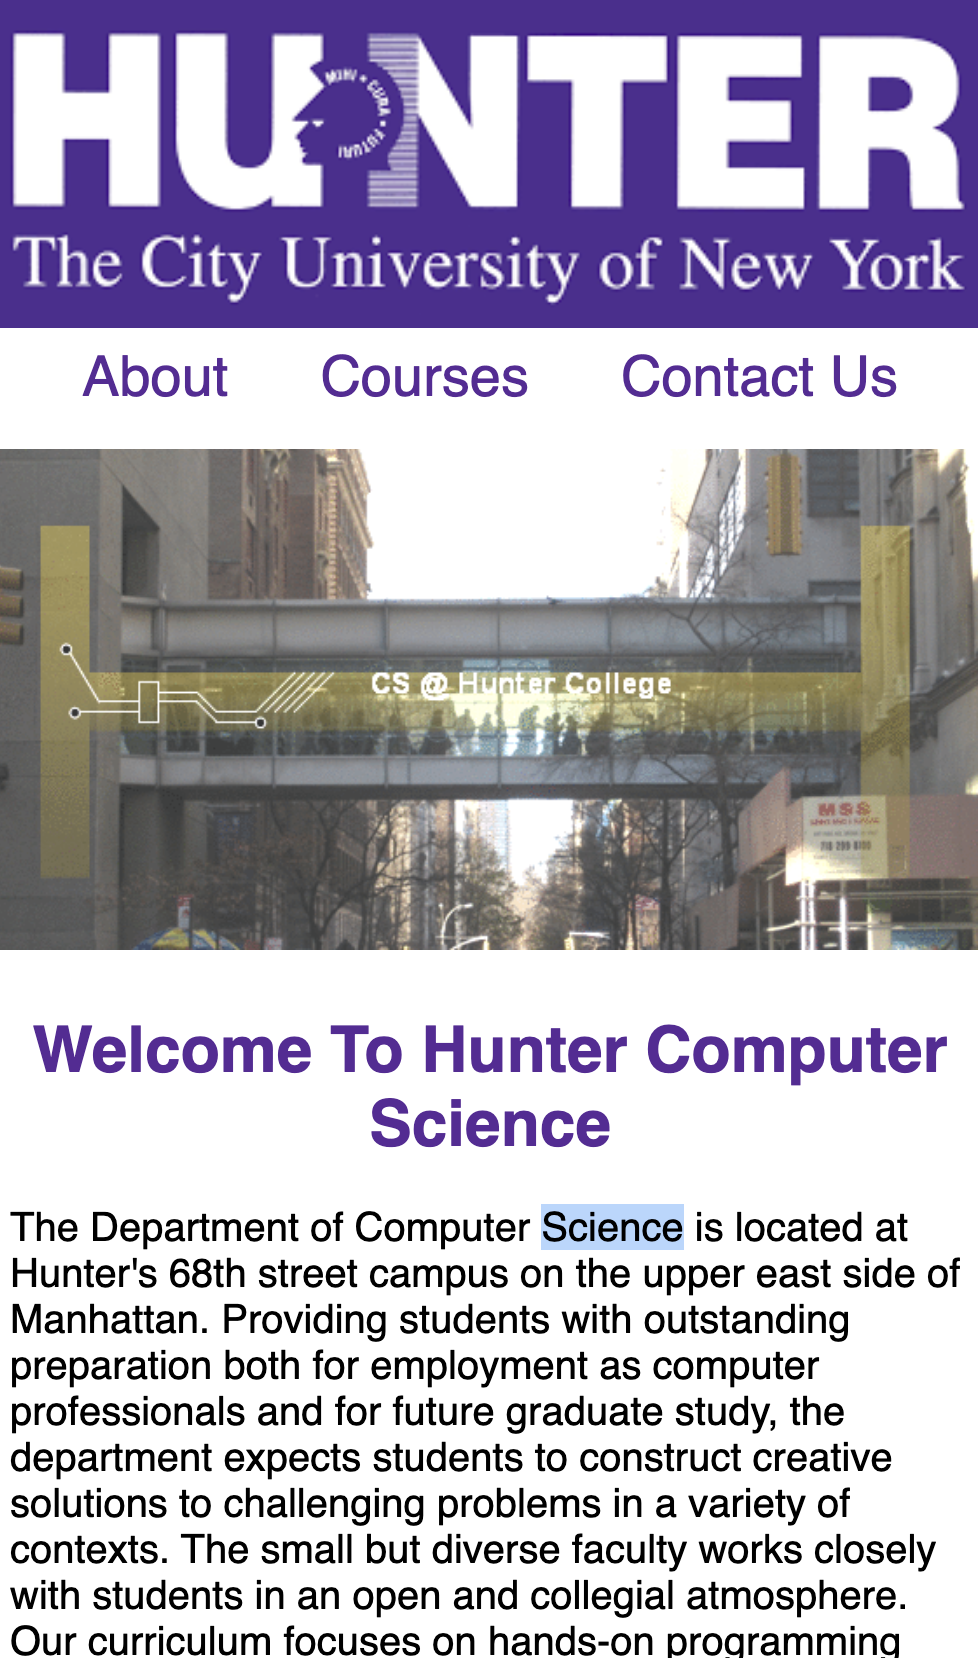 HUNTER
MIHI • CURA • FUTURI
The City University of New York
About Courses Contact Us
CS @ Hunter College
MSS
718 299 8100
Welcome To Hunter Computer
Science
The Department of Computer Science is located at
Hunter's 68th street campus on the upper east side of
Manhattan. Providing students with outstanding
preparation both for employment as computer
professionals and for future graduate study, the
department expects students to construct creative
solutions to challenging problems in a variety of
contexts. The small but diverse faculty works closely
with students in an open and collegial atmosphere.
Our curriculum focuses on hands-on programming